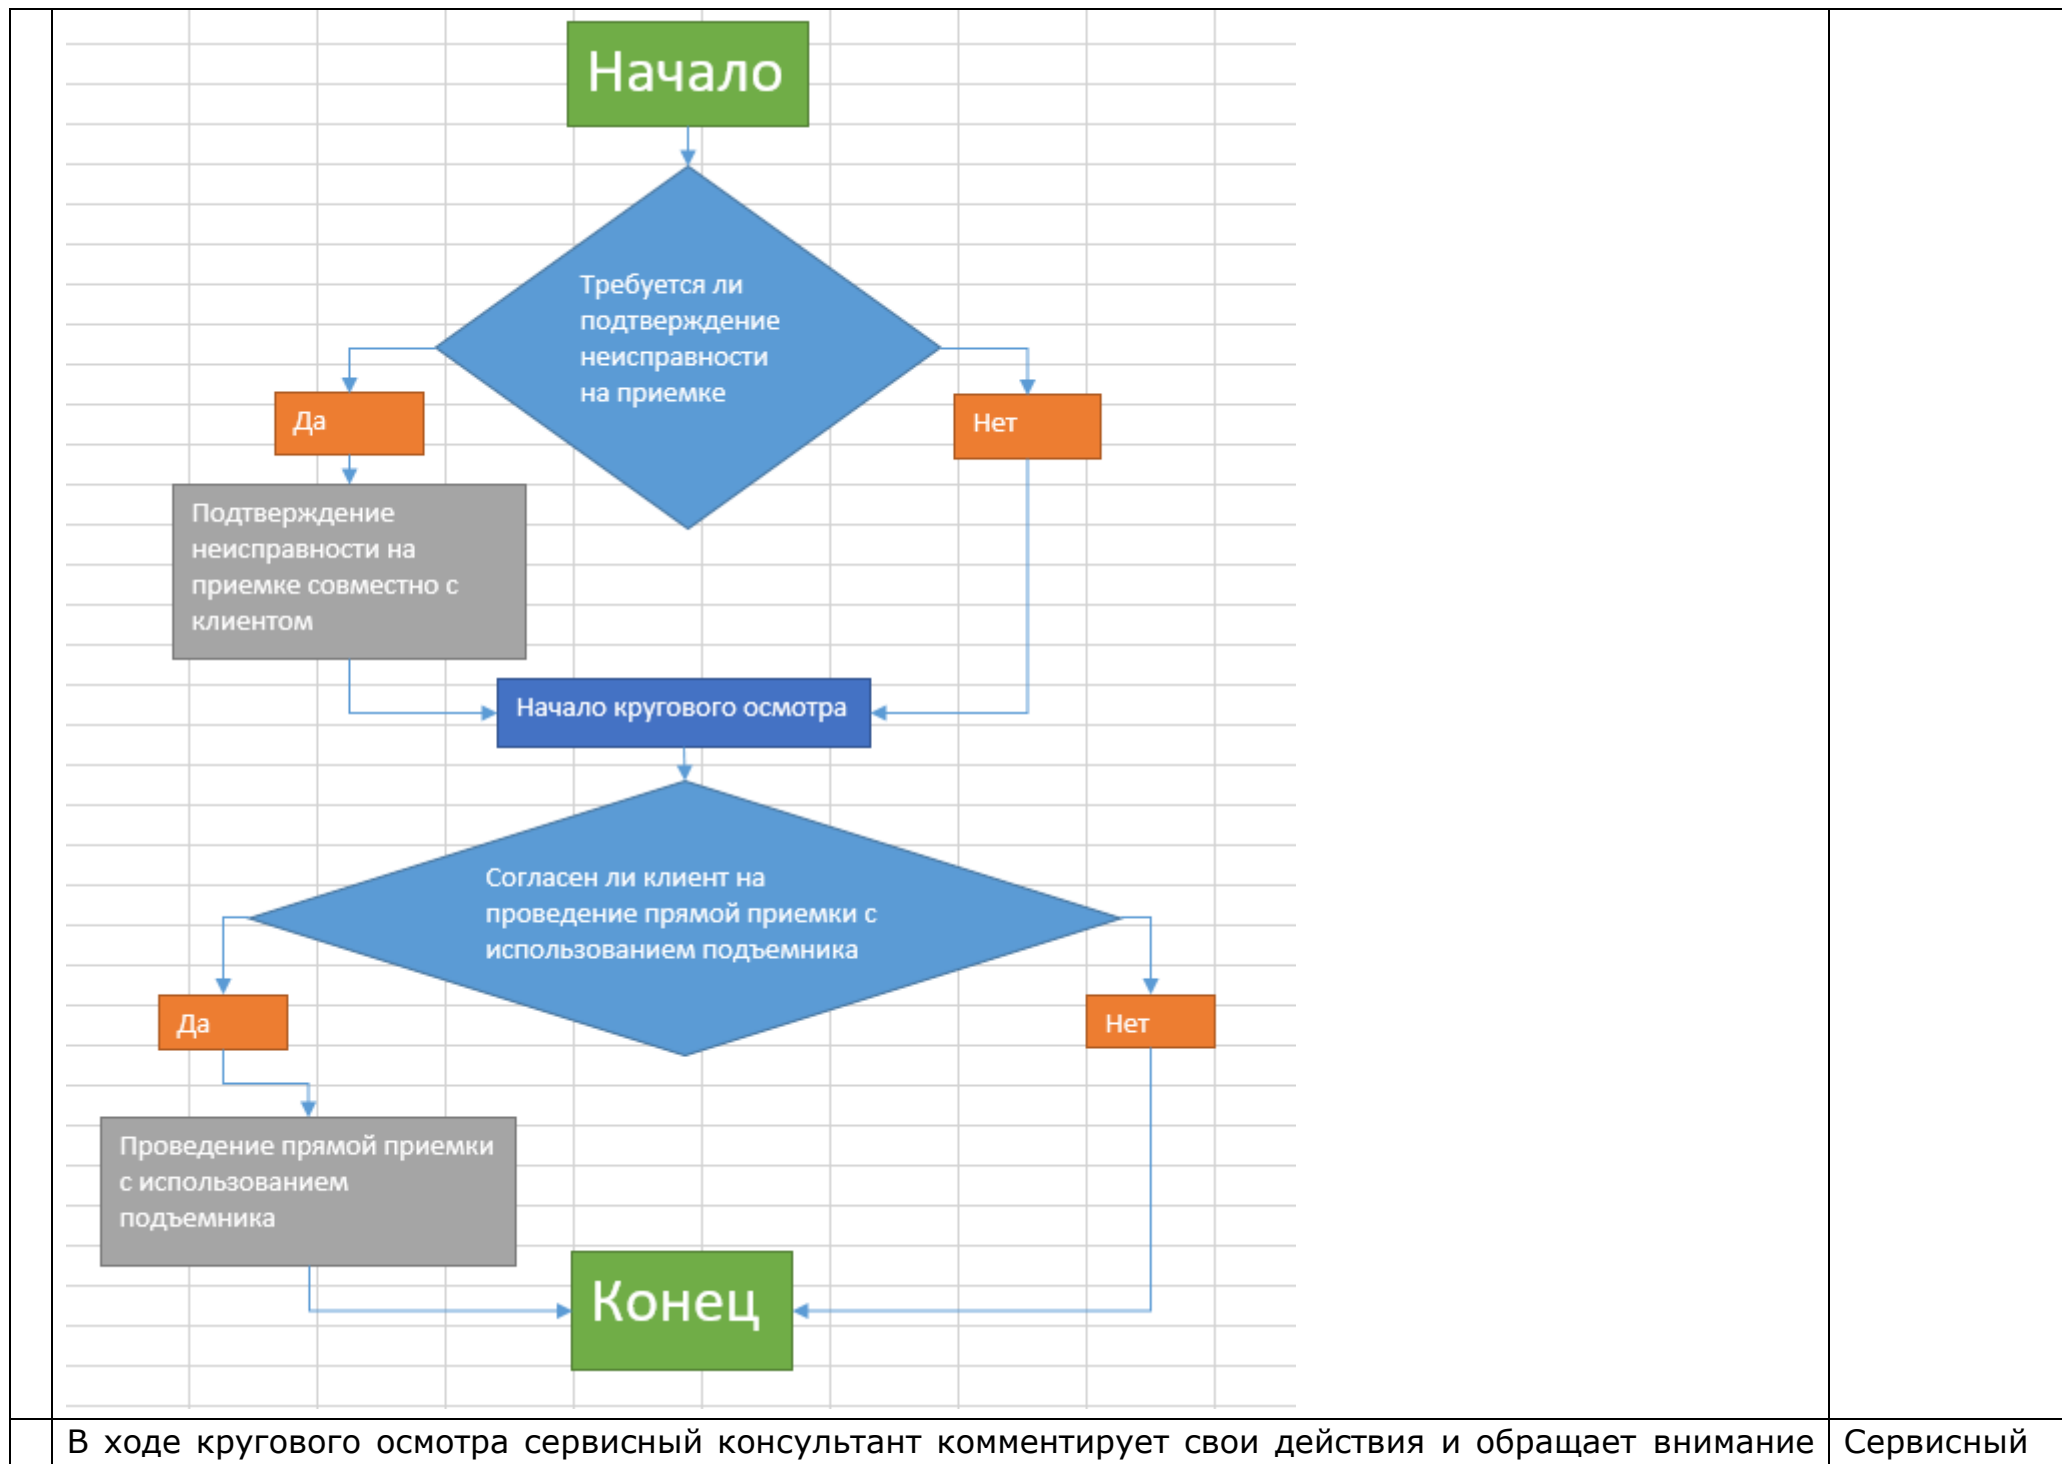 Начало
Требуется ли
подтверждение
неисправности
на приемке
Да
Нет
Подтверждение
неисправности на
приемке совместно с
клиентом
Начало кругового осмотра
Согласен ли клиент на
проведение прямой приемки с
использованием подъемника
Да
Нет
Проведение прямой приемки
с использованием
подъемника
Конец
В ходе кругового осмотра сервисный консультант комментирует свои действия и обращает внимание
Сервисный